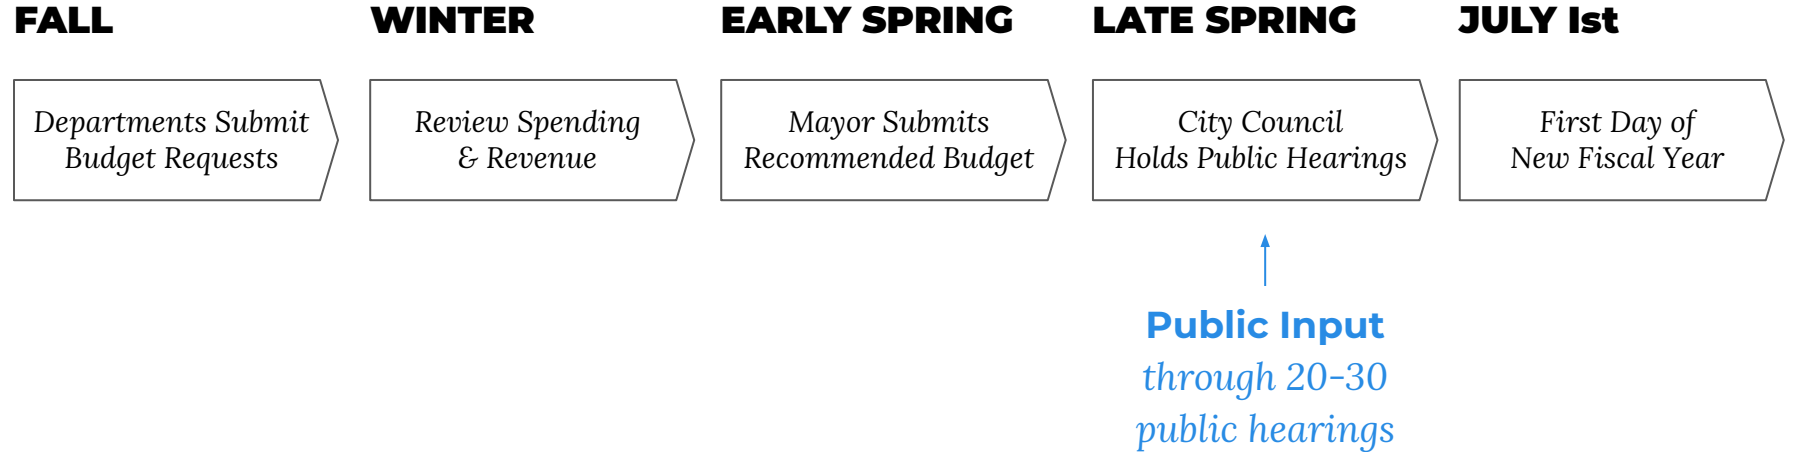 FALL
Departments Submit
Budget Requests
WINTER
Review Spending
& Revenue
EARLY SPRING
Mayor Submits
Recommended Budget
LATE SPRING
City Council
Holds Public Hearings
Public Input
through 20-30
public hearings
JULY 1st
First Day of
New Fiscal Year